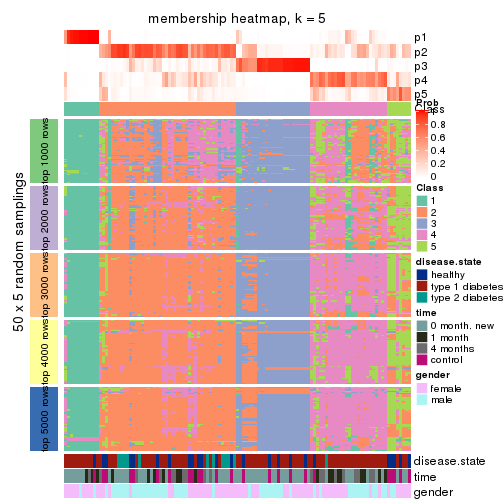 membership heatmap, k = 5
p1
p2
p3
p4
p5
Prob
1
0.8
0.6
0.4
0.2
0
Class
1
2
3
4
5
disease.state
healthy
type 1 diabetes
type 2 diabetes
time
0 month. new
1 month
4 months
control
gender
female
male
50 x 5 random samplings
top 1000 rows
top 2000 rows
top 3000 rows
top 4000 rows
top 5000 rows
disease.state
time
gender